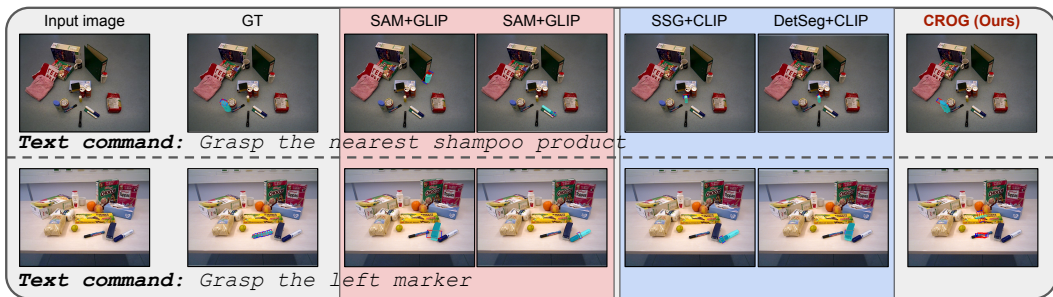 Input image GT SAM+GLIP SAM+GLIP SSG+CLIP DetSeg+CLIP CROG (Ours)
Text command: Grasp the nearest shampoo product
Text command: Grasp the left marker